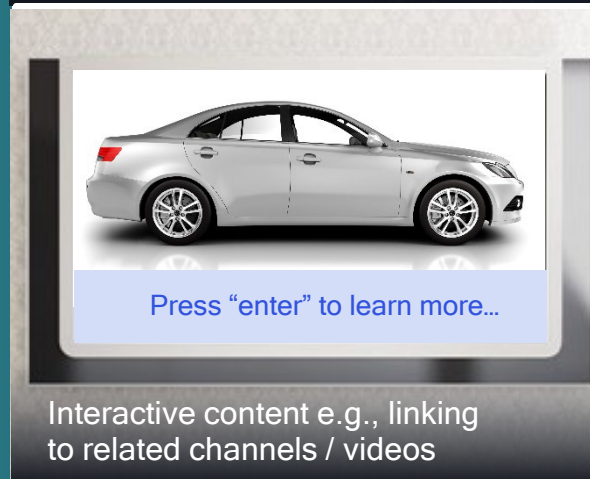 Press “enter” to learn more…
Interactive content e.g., linking
to related channels / videos